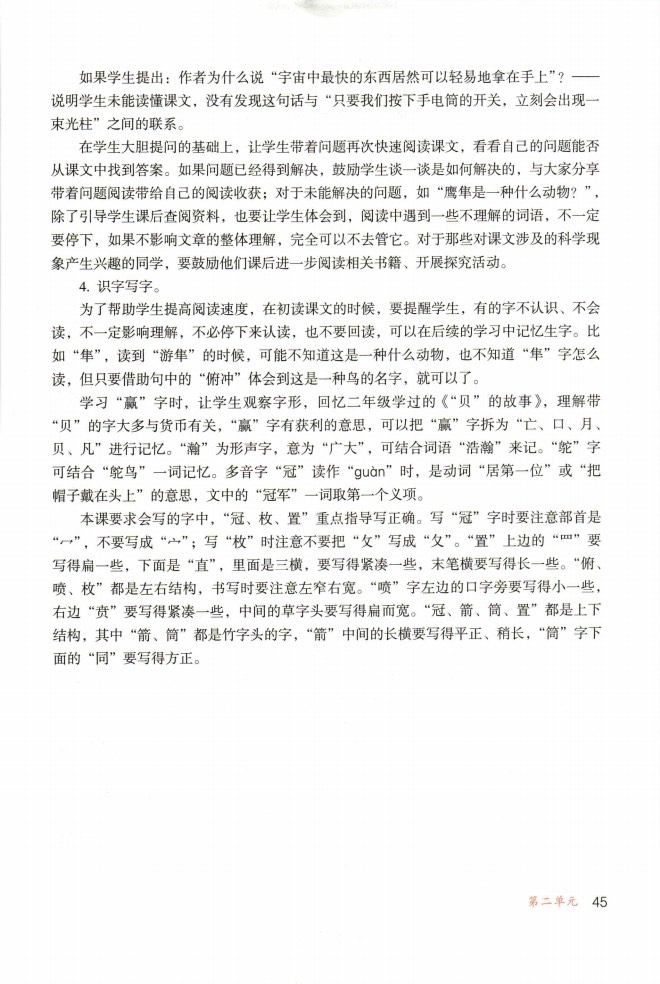 如果学生提出：作者为什么说“宇宙中最快的东西居然可以轻易地拿在手上”？——
说明学生未能读懂课文，没有发现这句话与“只要我们按下手电筒的开关，立刻会出现一
束光柱”之间的联系。
在学生大胆提问的基础上，让学生带着问题再次快速阅读课文，看看自己的问题能否
从课文中找到答案。如果问题已经得到解决，鼓励学生谈一谈是如何解决的，与大家分享
带着问题阅读带给自己的阅读收获；对于未能解决的问题，如“鹰隼是一种什么动物？”，
除了引导学生课后查阅资料，也要让学生体会到，阅读中遇到一些不理解的词语，不一定
要停下，如果不影响文章的整体理解，完全可以不去管它。对于那些对课文涉及的科学现
象产生兴趣的同学，要鼓励他们课后进一步阅读相关书籍、开展探究活动。
4. 识字写字。
为了帮助学生提高阅读速度，在初读课文的时候，要提醒学生，有的字不认识、不会
读，不一定影响理解，不必停下来认读，也不要回读，可以在后续的学习中记忆生字。比
如“隼”，读到“游隼”的时候，可能不知道这是一种什么动物，也不知道“隼”字怎么
读，但只要借助句中的“俯冲”体会到这是一种鸟的名字，就可以了。
学习“赢”字时，让学生观察字形，回忆二年级学过的《“贝”的故事》，理解带
“贝”的字大多与货币有关，“赢”字有获利的意思，可以把“赢”字拆为“亡、口、月、
贝、凡”进行记忆。“瀚”为形声字，意为“广大”，可结合词语“浩瀚”来记。“鸵”字
可结合“鸵鸟”一词记忆。多音字“冠”读作“guàn”时，是动词“居第一位”或“把
帽子戴在头上”的意思，文中的“冠军”一词取第一个义项。
本课要求会写的字中，“冠、枚、置”重点指导写正确。写“冠”字时要注意部首是
“冖”，不要写成“宀”；写“枚”时注意不要把“攵”写成“夂”。“置”上边的“罒”要
写得扁一些，下面是“直”，里面是三横，要写得紧凑一些，末笔横要写得长一些。“俯、
喷、枚”都是左右结构，书写时要注意左窄右宽。“喷”字左边的口字旁要写得小一些，
右边“贲”要写得紧凑一些，中间的草字头要写得扁而宽。“冠、箭、筒、置”都是上下
结构，其中“箭、筒”都是竹字头的字，“箭”中间的长横要写得平正、稍长，“筒”字下
面的“同”要写得方正。
第二单元 45